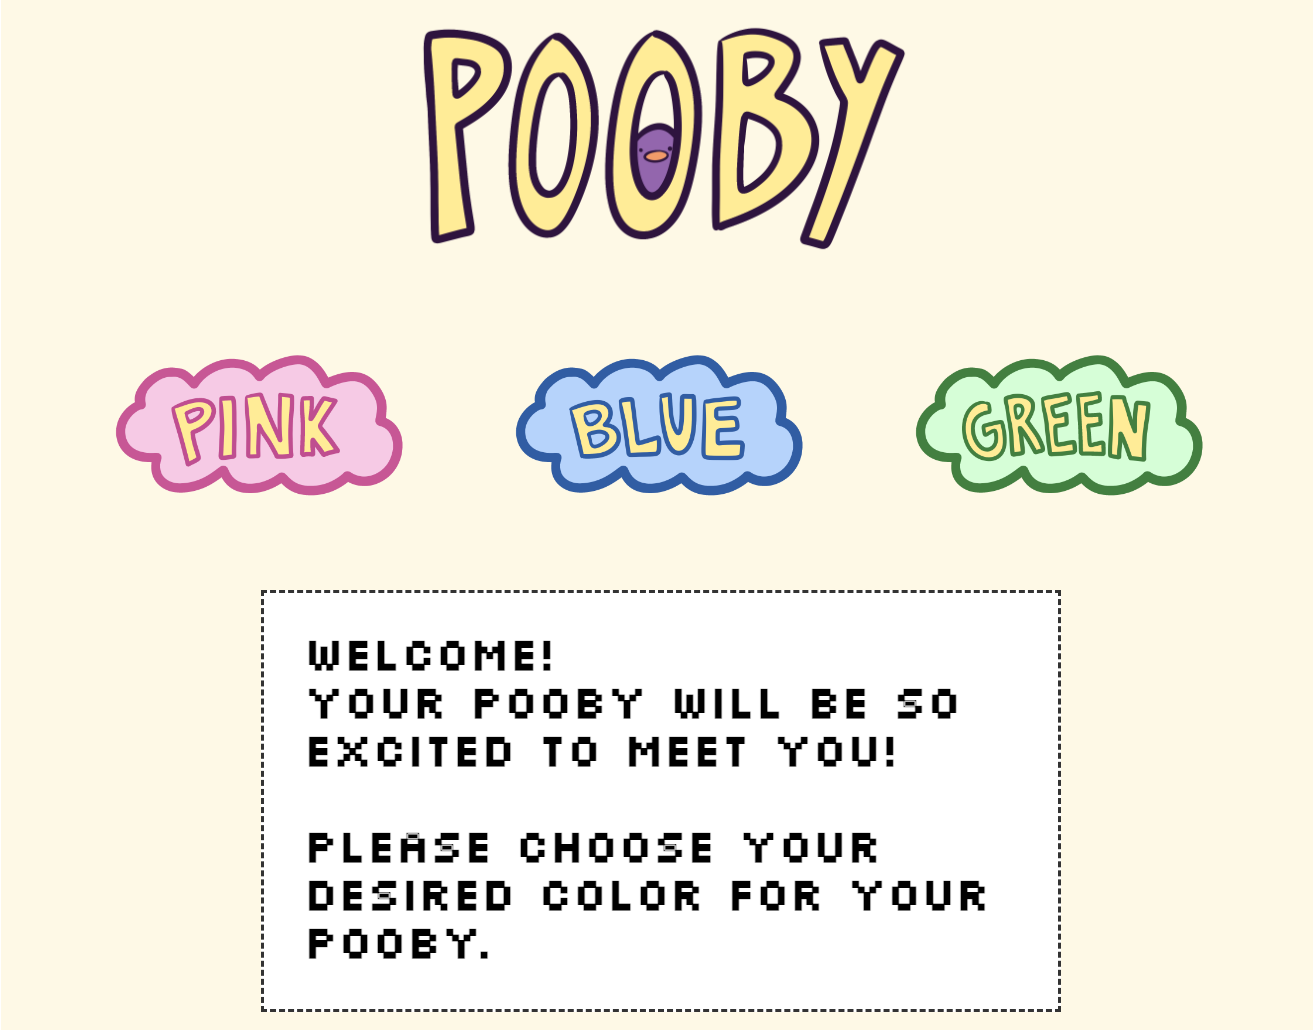 POOBY
PINK
BLUE
GREEN
WELCOME!
YOUR POOBY WILL BE SO
EXCITED TO MEET YOU!
PLEASE CHOOSE YOUR
DESIRED COLOR FOR YOUR
POOBY.